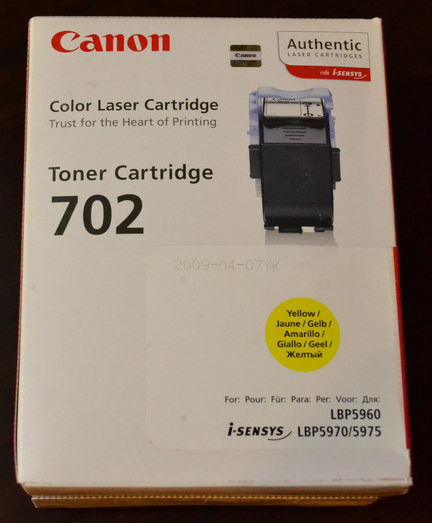 Canon
Canon
Authentic
LASER CARTRIDGES
FOR i-SENSYS
Color Laser Cartridge
Trust for the Heart of Printing
Toner Cartridge
702
2009-04-07YK
Yellow /
Jaune / Gelb /
Amarillo /
Giallo / Geel /
Желтый
For: Pour: Für: Para: Per: Voor: Для:
LBP5960
i-SENSYS LBP5970/5975